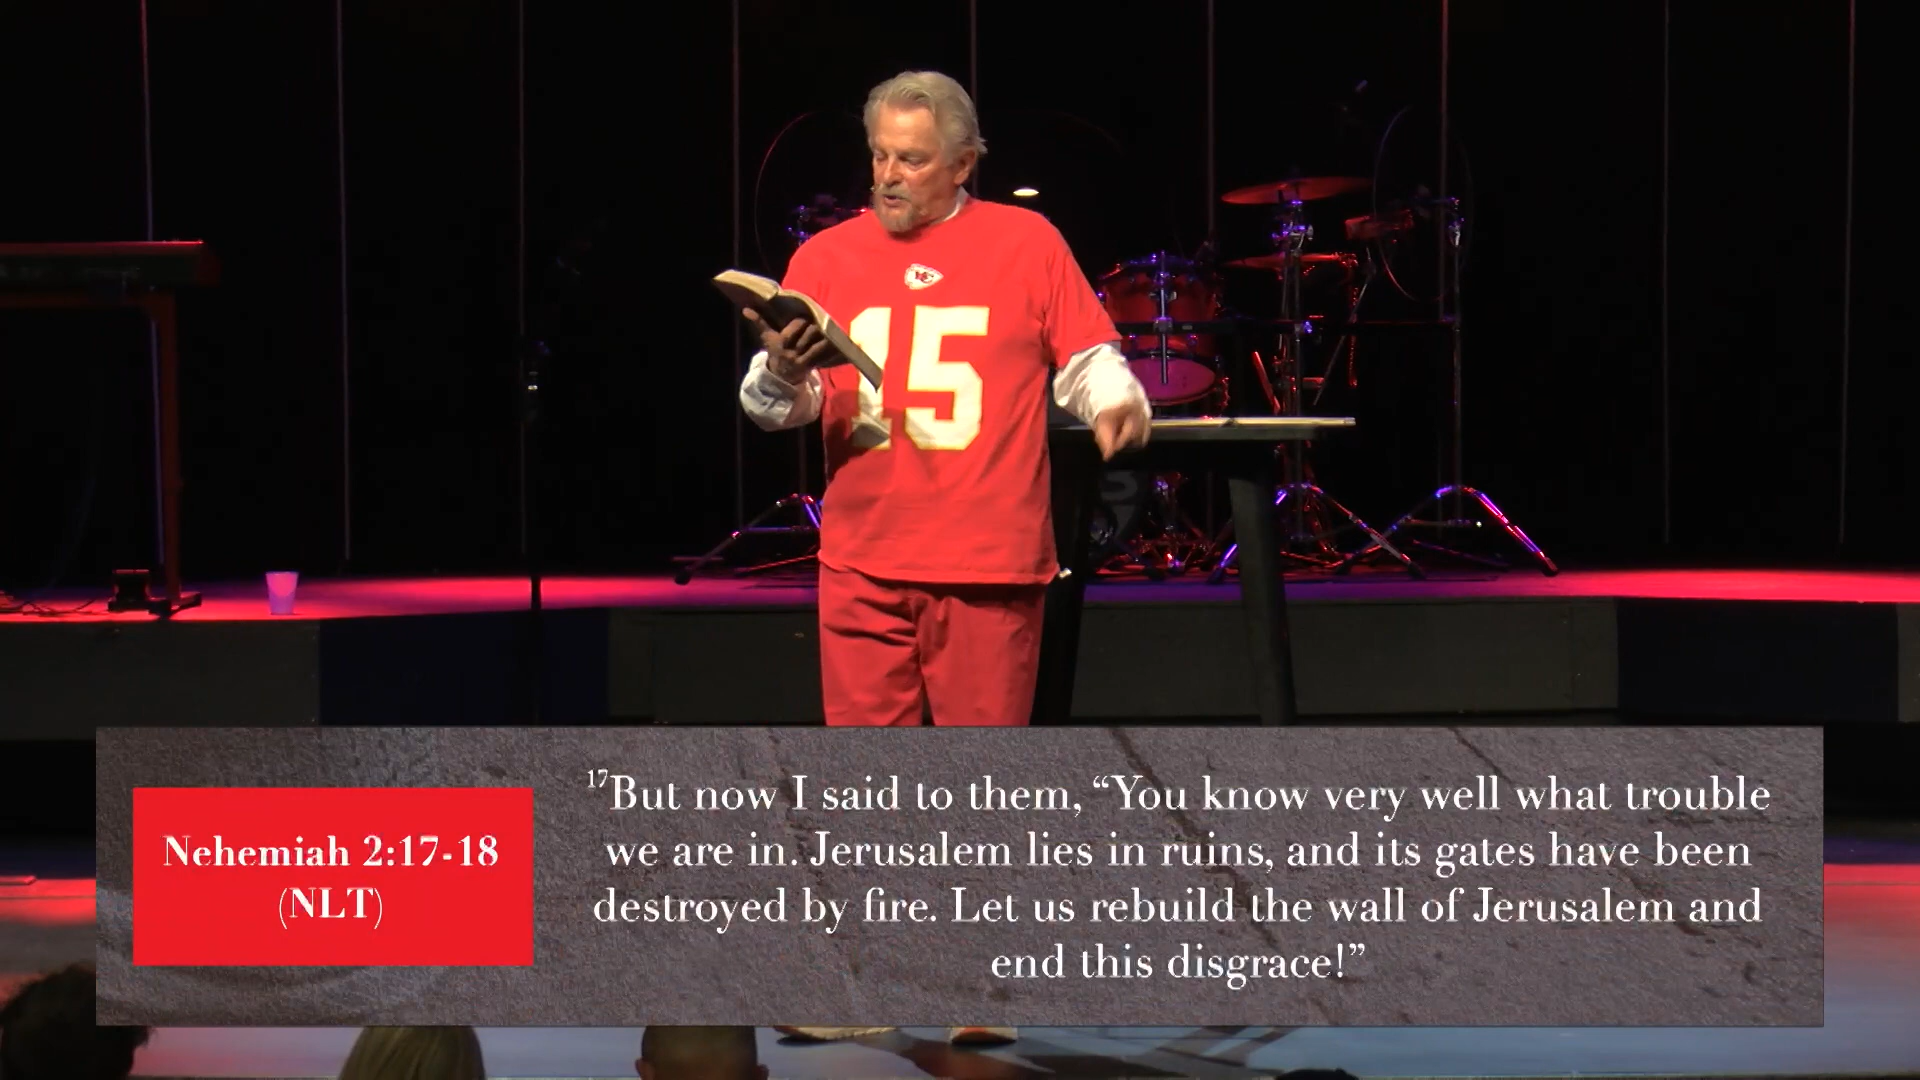 KC
15
Nehemiah 2:17-18
(NLT)
17But now I said to them, “You know very well what trouble
we are in. Jerusalem lies in ruins, and its gates have been
destroyed by fire. Let us rebuild the wall of Jerusalem and
end this disgrace!”